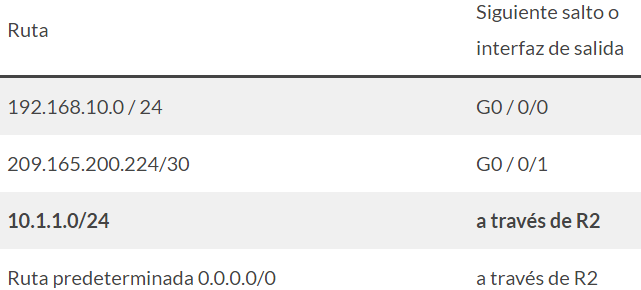 Ruta
Siguiente salto o
interfaz de salida
192.168.10.0 / 24
G0 / 0/0
209.165.200.224/30
G0 / 0/1
10.1.1.0/24
a través de R2
Ruta predeterminada 0.0.0.0/0
a través de R2